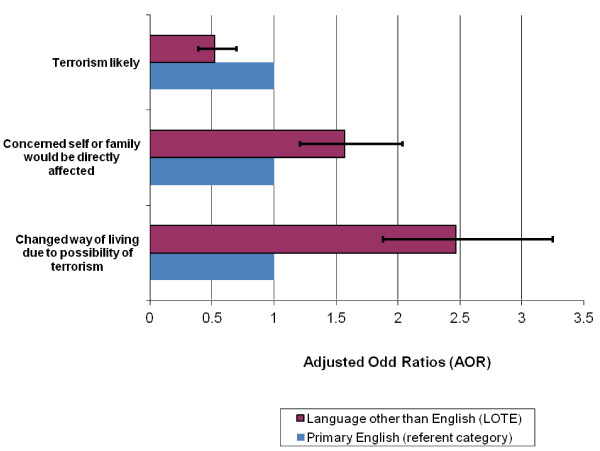 Terrorism likely
Concerned self or family
would be directly
affected
Changed way of living
due to possibility of
terrorism
0 0.5 1 1.5 2 2.5 3 3.5
Adjusted Odd Ratios (AOR)
Language other than English (LOTE)
Primary English (referent category)